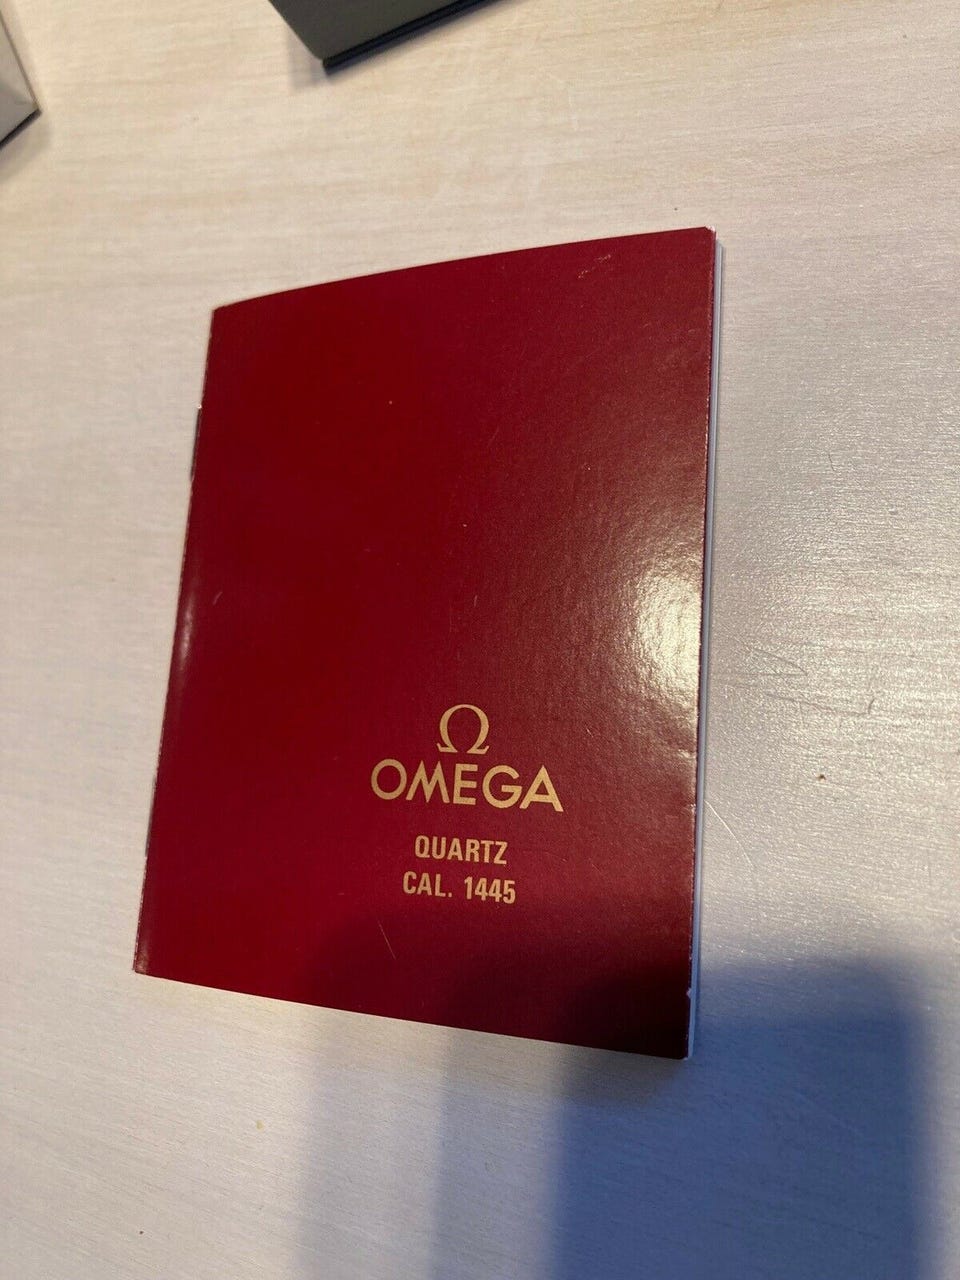 Ω
OMEGA
QUARTZ
CAL. 1445